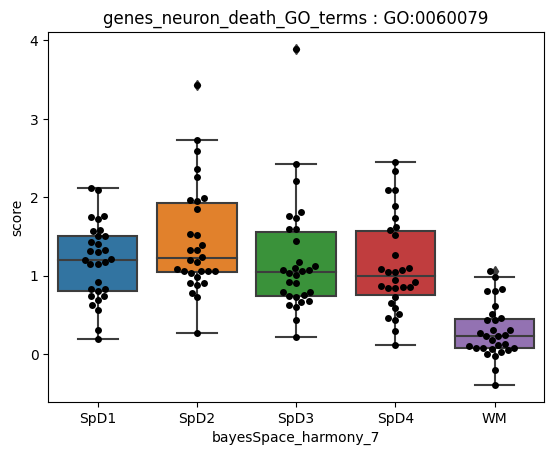 genes_neuron_death_GO_terms : GO:0060079
4
3
2
1
0
score
SpD1 SpD2 SpD3 SpD4 WM
bayesSpace_harmony_7